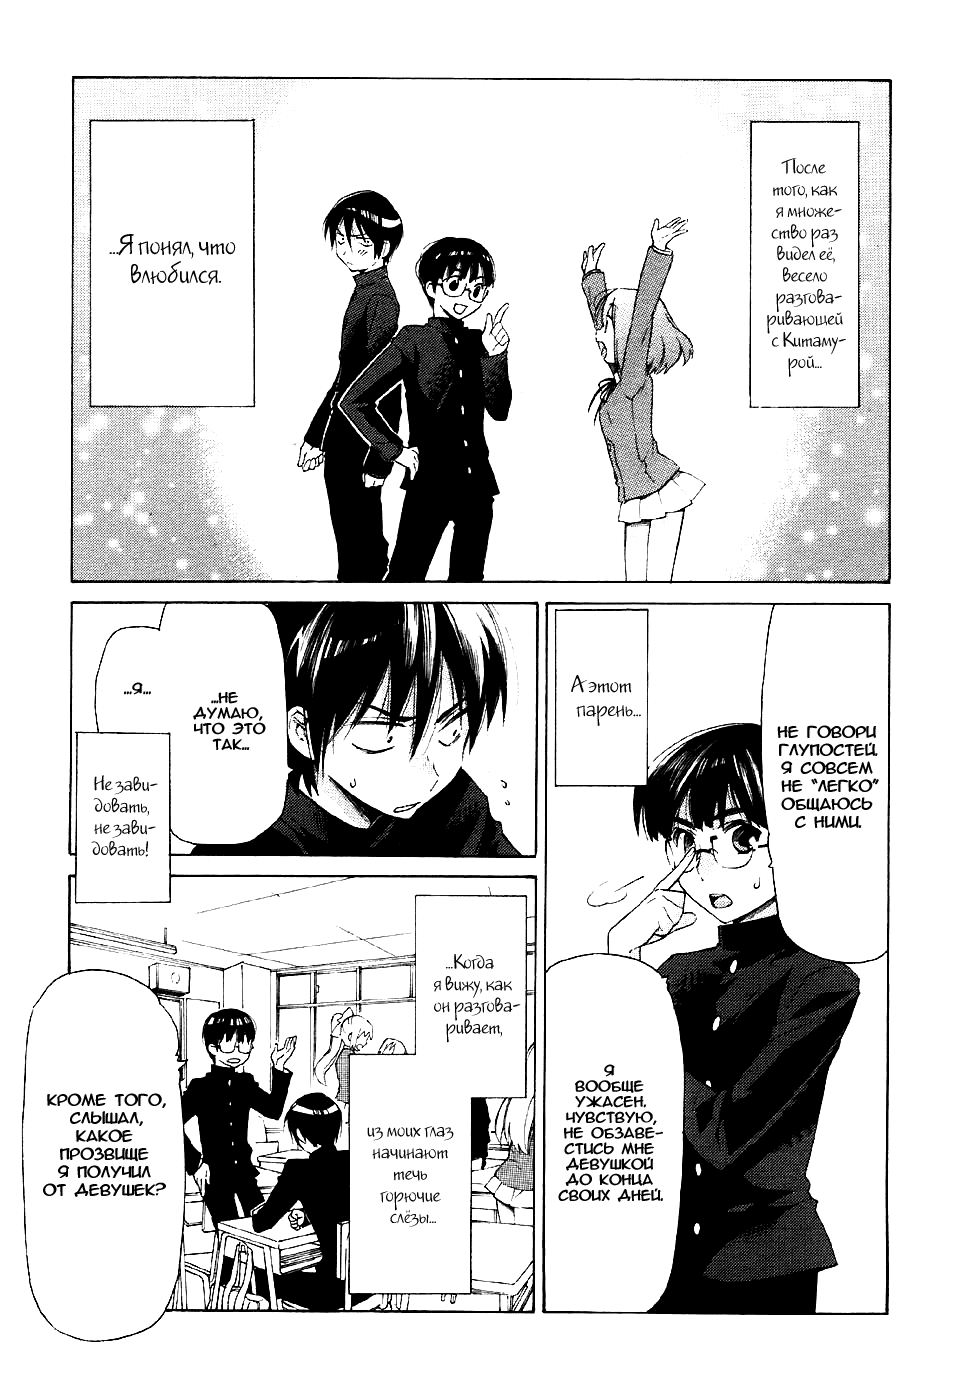 После
того, как
я множе-
ство раз
видел её,
весело
разгова-
ривающей
с Китаму-
рой...
...Я понял, что
влюбился.
А этот
парень...
НЕ ГОВОРИ
ГЛУПОСТЕЙ.
Я СОВСЕМ
НЕ "ЛЕГКО"
ОБЩАЮСЬ
С НИМИ.
Я
ВООБЩЕ
УЖАСЕН.
ЧУВСТВУЮ,
НЕ ОБЗАВЕ-
СТИСЬ МНЕ
ДЕВУШКОЙ
ДО КОНЦА
СВОИХ ДНЕЙ.
...НЕ
ДУМАЮ,
ЧТО ЭТО
ТАК...
...Я...
Не зави-
довать,
не зави-
довать!
...Когда
я вижу, как
он разгова-
ривает,
из моих глаз
начинают
течь
горючие
слёзы...
КРОМЕ ТОГО,
СЛЫШАЛ,
КАКОЕ
ПРОЗВИЩЕ
Я ПОЛУЧИЛ
ОТ ДЕВУШЕК?